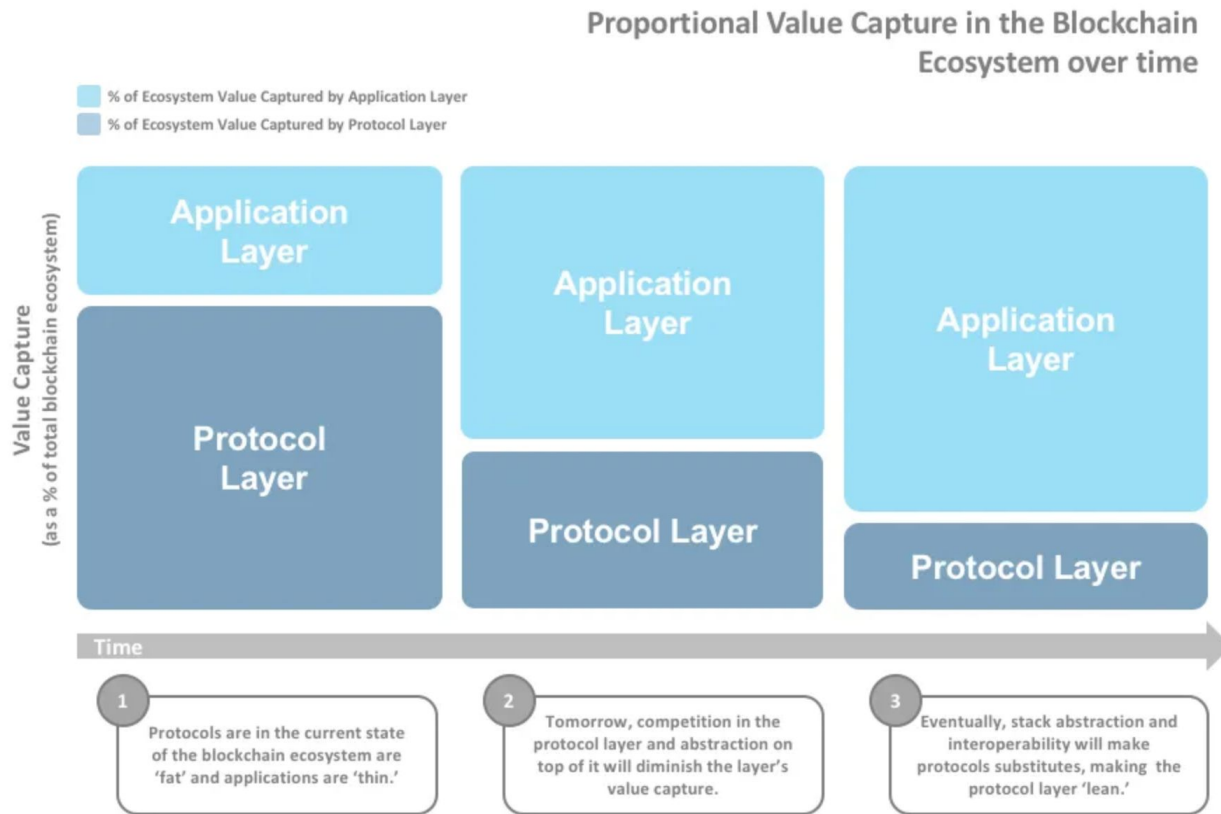 Proportional Value Capture in the Blockchain
Ecosystem over time
% of Ecosystem Value Captured by Application Layer
% of Ecosystem Value Captured by Protocol Layer
Value Capture
(as a % of total blockchain ecosystem)
Application
Layer
Protocol
Layer
Application
Layer
Protocol Layer
Application
Layer
Protocol Layer
Time
1
Protocols are in the current state
of the blockchain ecosystem are
‘fat’ and applications are ‘thin.’
2
Tomorrow, competition in the
protocol layer and abstraction on
top of it will diminish the layer’s
value capture.
3
Eventually, stack abstraction and
interoperability will make
protocols substitutes, making the
protocol layer ‘lean.’